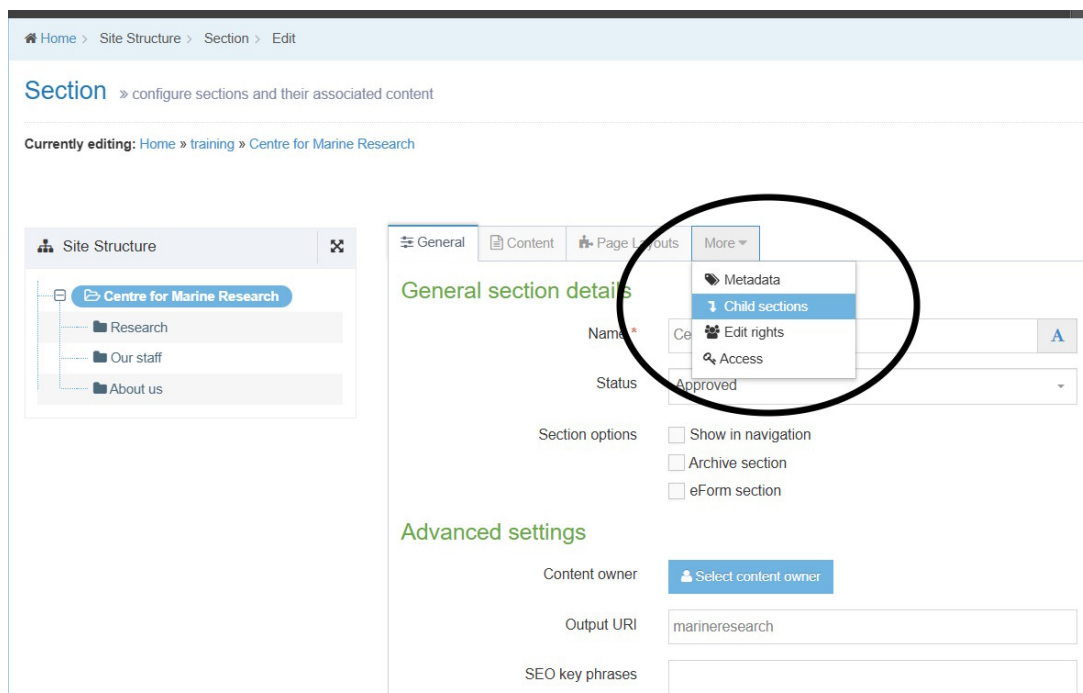 Home > Site Structure > Section > Edit
Section » configure sections and their associated content
Currently editing: Home » training » Centre for Marine Research
Site Structure
Centre for Marine Research
Research
Our staff
About us
General Content Page Layouts More
Metadata
Child sections
Edit rights
Access
General section details
Name * Ce A
Status Approved
Section options Show in navigation
Archive section
eForm section
Advanced settings
Content owner Select content owner
Output URI marineresearch
SEO key phrases